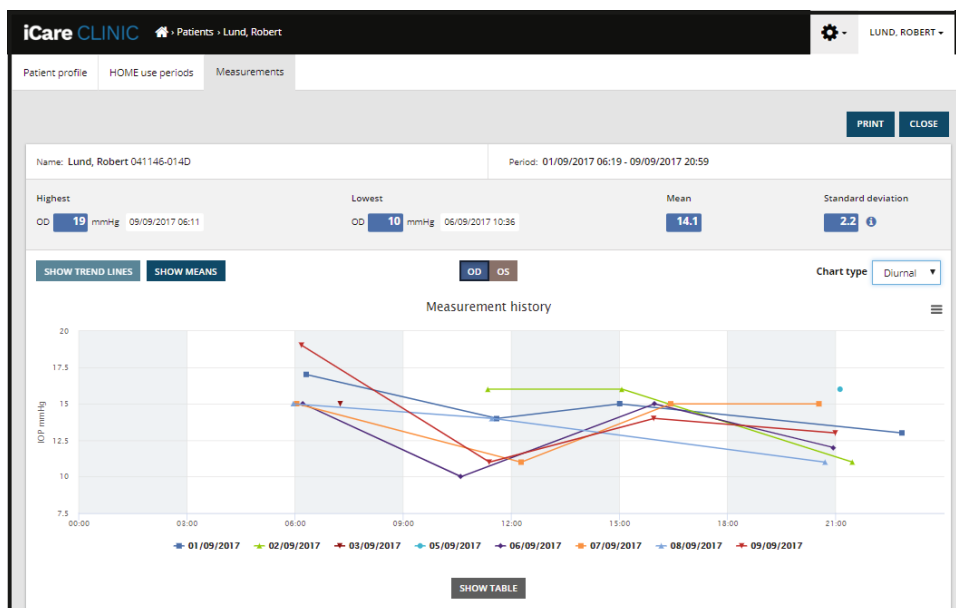 iCare CLINIC › Patients › Lund, Robert LUND, ROBERT
Patient profile HOME use periods Measurements
PRINT CLOSE
Name: Lund, Robert 041146-014D Period: 01/09/2017 06:19 - 09/09/2017 20:59
Highest Lowest Mean Standard deviation
OD 19 mmHg 09/09/2017 06:11 OD 10 mmHg 06/09/2017 10:36 14.1 2.2 i
SHOW TREND LINES SHOW MEANS OD OS Chart type Diurnal
Measurement history
20
17.5
15
12.5
10
7.5
IOP mmHg
00:00 03:00 06:00 09:00 12:00 15:00 18:00 21:00
01/09/2017 02/09/2017 03/09/2017 05/09/2017 06/09/2017 07/09/2017 08/09/2017 09/09/2017
SHOW TABLE